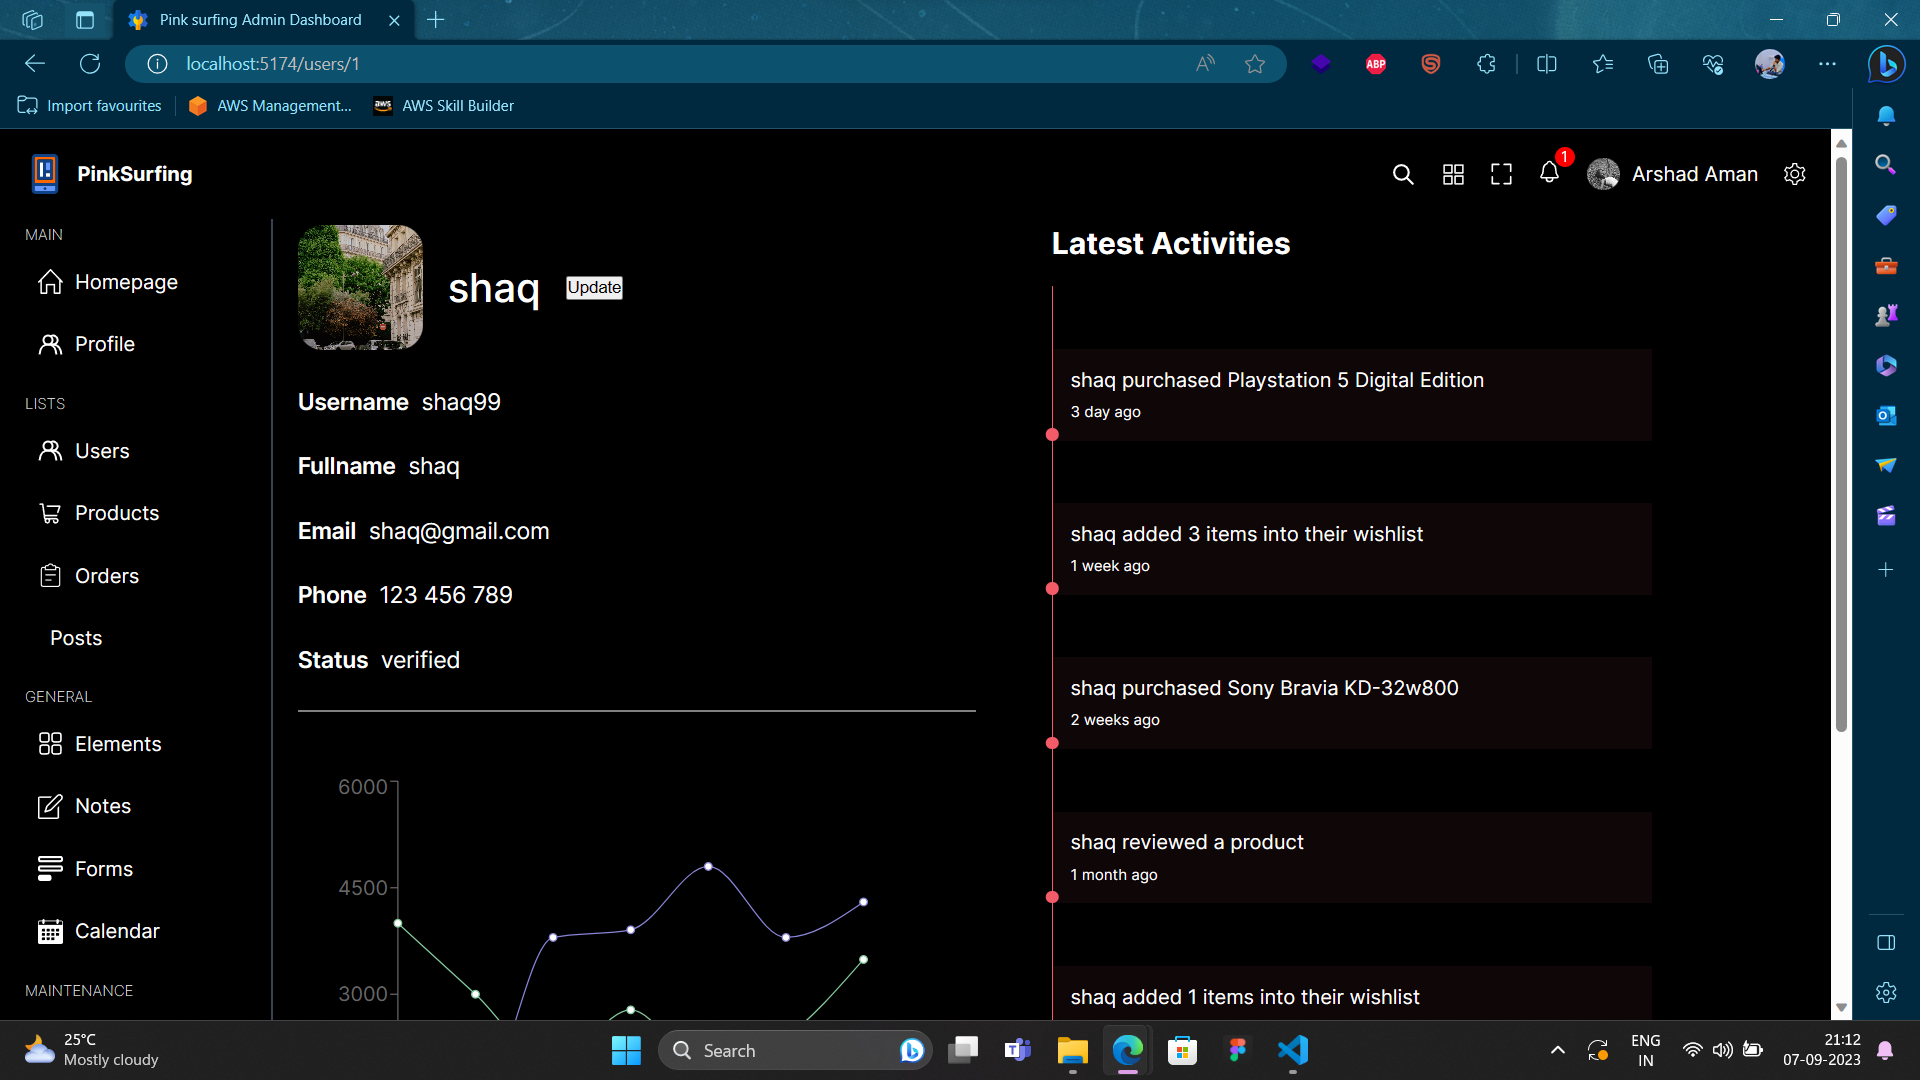 Pink surfing Admin Dashboard
localhost:5174/users/1
ABP
Import favourites
AWS Management...
aws
AWS Skill Builder
PinkSurfing
1
Arshad Aman
MAIN
Homepage
Profile
LISTS
Users
Products
Orders
Posts
GENERAL
Elements
Notes
Forms
Calendar
MAINTENANCE
shaq
Update
Username shaq99
Fullname shaq
Email shaq@gmail.com
Phone 123 456 789
Status verified
6000
4500
3000
Latest Activities
shaq purchased Playstation 5 Digital Edition
3 day ago
shaq added 3 items into their wishlist
1 week ago
shaq purchased Sony Bravia KD-32w800
2 weeks ago
shaq reviewed a product
1 month ago
shaq added 1 items into their wishlist
25°C
Mostly cloudy
Search
ENG
IN
21:12
07-09-2023